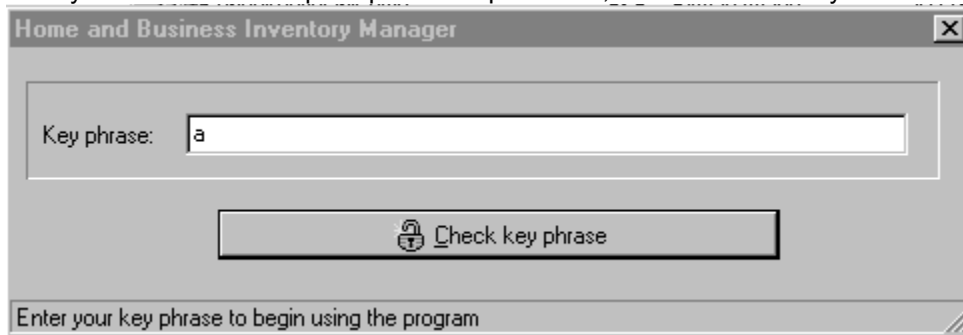 Home and Business Inventory Manager
Key phrase: a
Check key phrase
Enter your key phrase to begin using the program